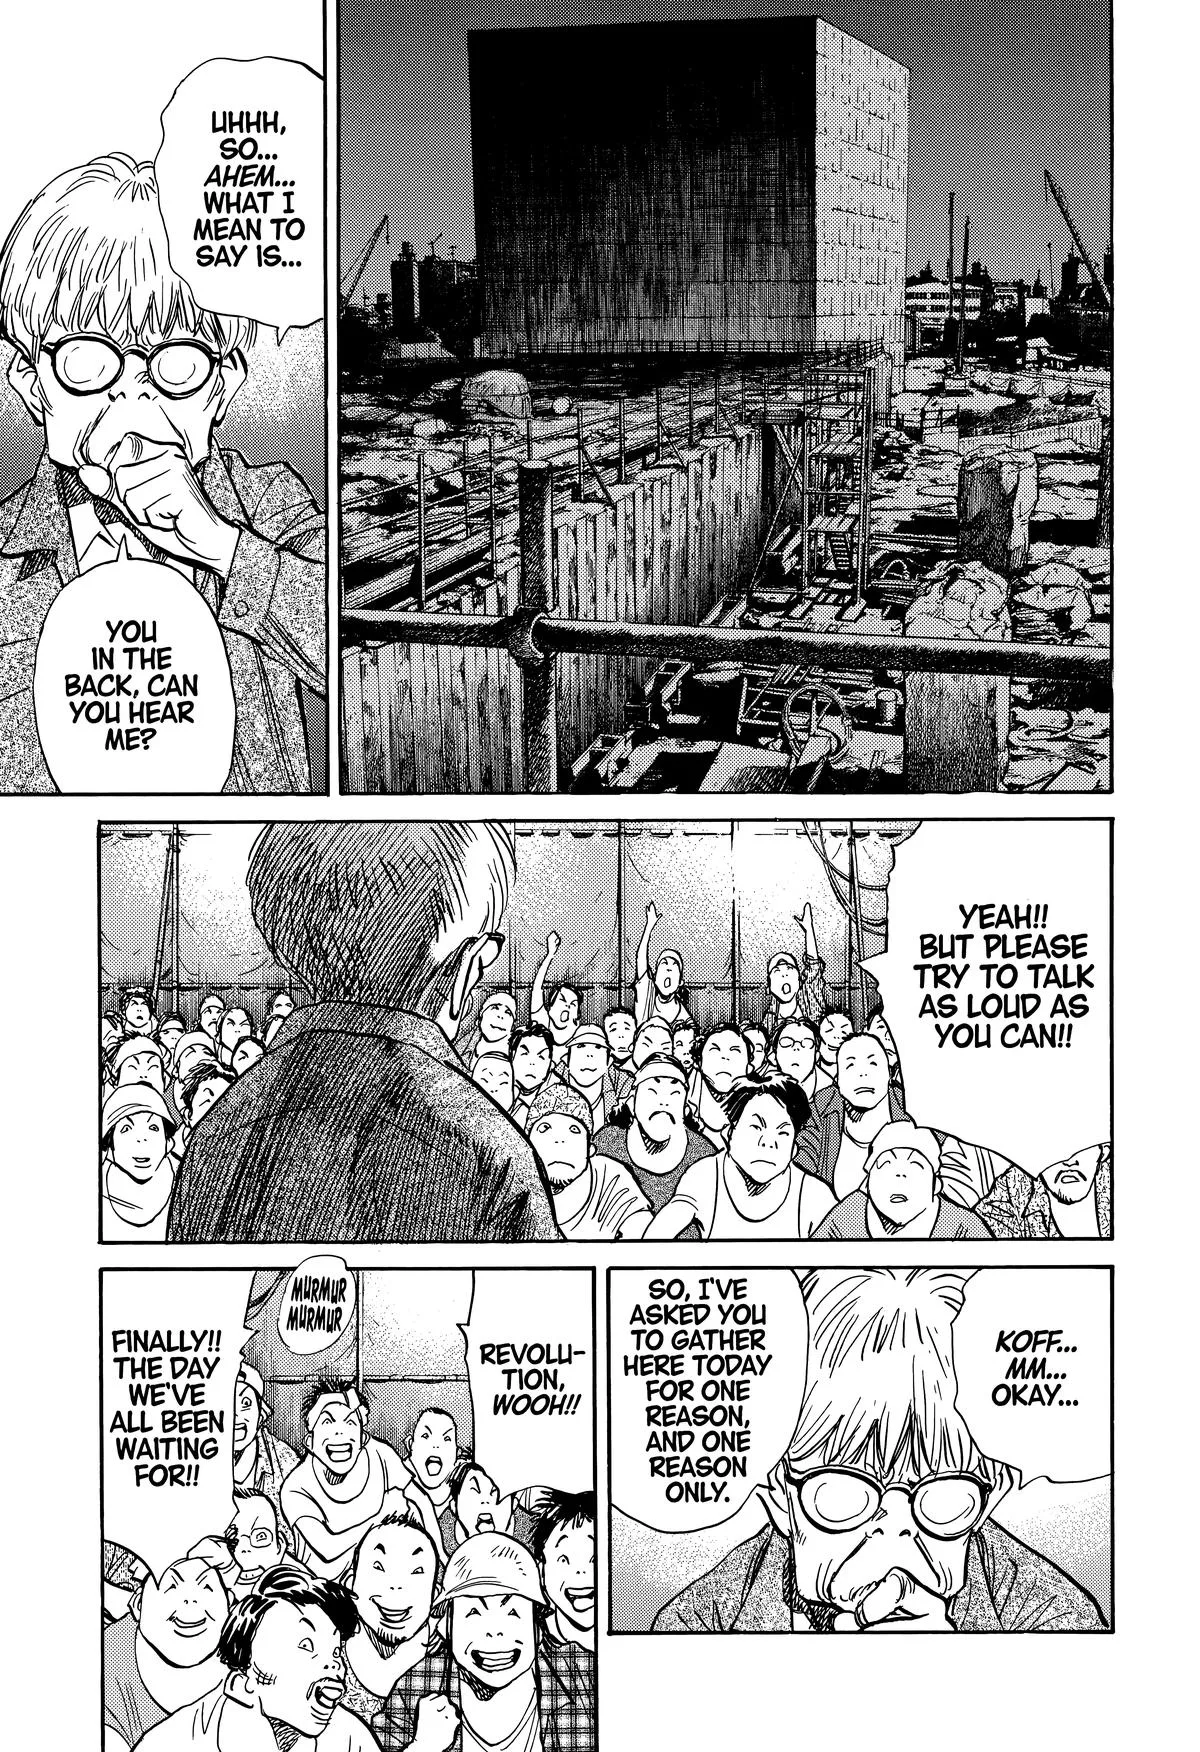 UHHH,
SO...
AHEM...
WHAT I
MEAN TO
SAY IS...
YOU
IN THE
BACK, CAN
YOU HEAR
ME?
YEAH!!
BUT PLEASE
TRY TO TALK
AS LOUD AS
YOU CAN!!
KOFF...
MM...
OKAY...
SO, I'VE
ASKED YOU
TO GATHER
HERE TODAY
FOR ONE
REASON,
AND ONE
REASON
ONLY.
REVOLU-
TION,
WOOH!!
MURMUR
MURMUR
FINALLY!!
THE DAY
WE'VE
ALL BEEN
WAITING
FOR!!